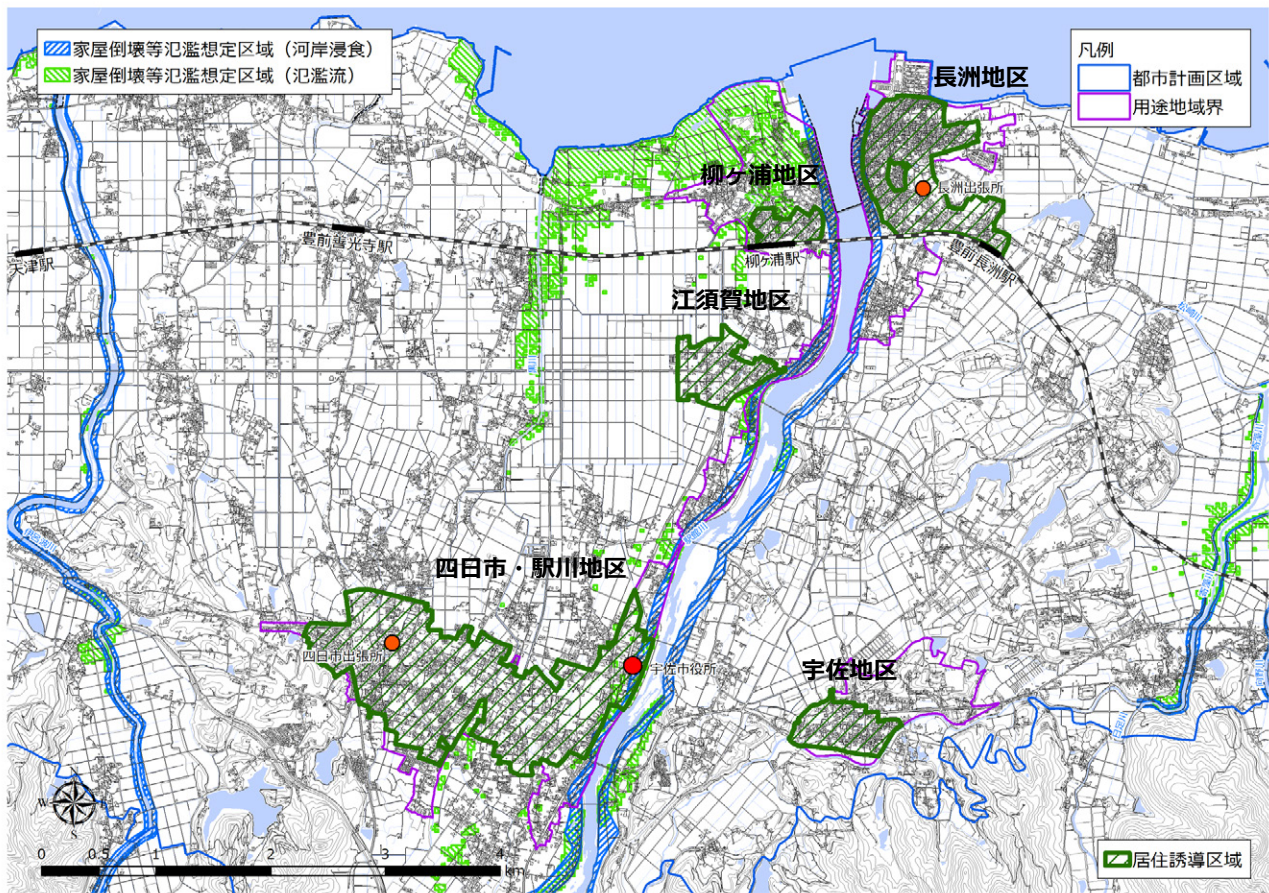 家屋倒壊等氾濫想定区域（河岸浸食）
家屋倒壊等氾濫想定区域（氾濫流）
凡例
都市計画区域
用途地域界
長洲地区
長洲出張所
柳ヶ浦地区
豊前善光寺駅
天津駅
柳ヶ浦駅
豊前長洲駅
江須賀地区
四日市・駅川地区
四日市出張所
宇佐市役所
宇佐地区
N
W
E
S
0 0.5 1 2 3 4
km
居住誘導区域